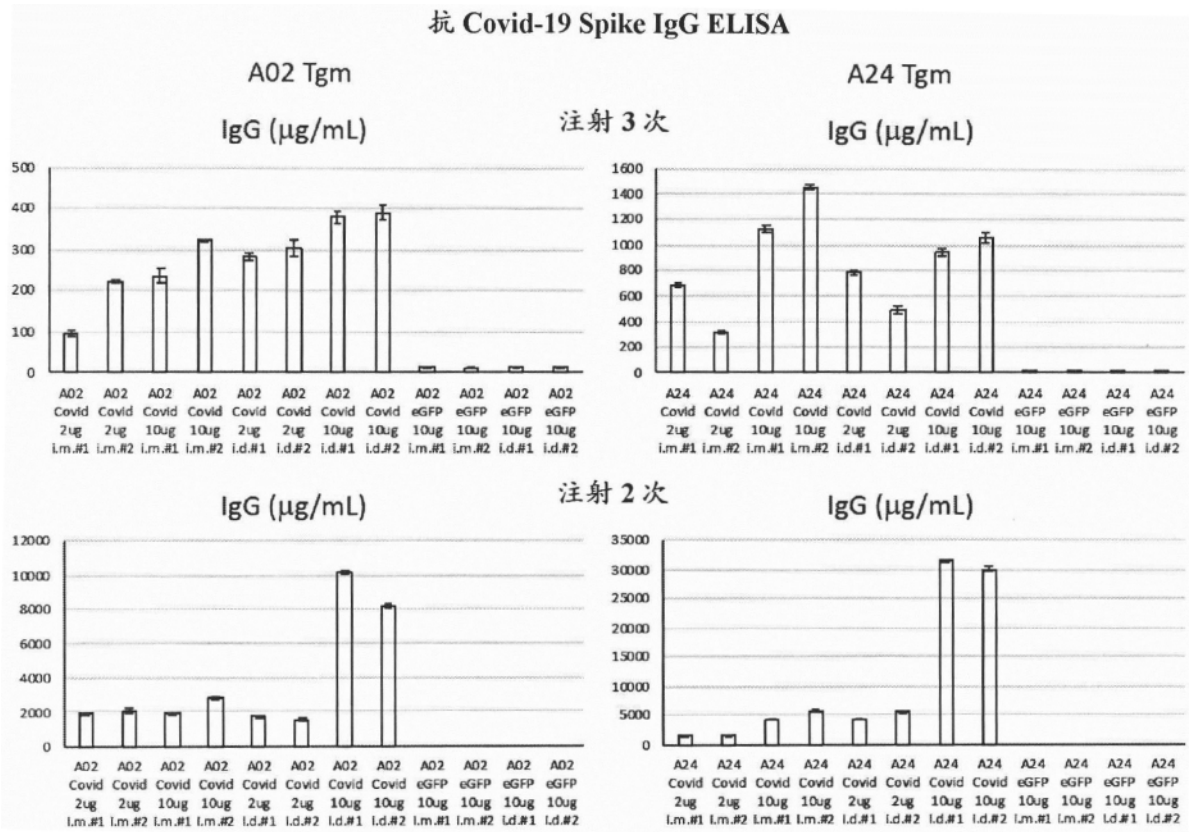 抗 Covid-19 Spike IgG ELISA
A02 Tgm
A24 Tgm
注射 3 次
IgG (μg/mL)
IgG (μg/mL)
500
400
300
200
100
0
A02 A02 A02 A02 A02 A02 A02 A02 A02 A02 A02 A02
Covid Covid Covid Covid Covid Covid Covid Covid eGFP eGFP eGFP eGFP
2ug 2ug 10ug 10ug 2ug 2ug 10ug 10ug 10ug 10ug 10ug 10ug
i.m.#1 i.m.#2 i.m.#1 i.m.#2 i.d.#1 i.d.#2 i.d.#1 i.d.#2 i.m.#1 i.m.#2 i.d.#1 i.d.#2
1600
1400
1200
1000
800
600
400
200
0
A24 A24 A24 A24 A24 A24 A24 A24 A24 A24 A24 A24
Covid Covid Covid Covid Covid Covid Covid Covid eGFP eGFP eGFP eGFP
2ug 2ug 10ug 10ug 2ug 2ug 10ug 10ug 10ug 10ug 10ug 10ug
i.m.#1 i.m.#2 i.m.#1 i.m.#2 i.d.#1 i.d.#2 i.d.#1 i.d.#2 i.m.#1 i.m.#2 i.d.#1 i.d.#2
注射 2 次
IgG (μg/mL)
IgG (μg/mL)
12000
10000
8000
6000
4000
2000
0
A02 A02 A02 A02 A02 A02 A02 A02 A02 A02 A02 A02
Covid Covid Covid Covid Covid Covid Covid Covid eGFP eGFP eGFP eGFP
2ug 2ug 10ug 10ug 2ug 2ug 10ug 10ug 10ug 10ug 10ug 10ug
i.m.#1 i.m.#2 i.m.#1 i.m.#2 i.d.#1 i.d.#2 i.d.#1 i.d.#2 i.m.#1 i.m.#2 i.d.#1 i.d.#2
35000
30000
25000
20000
15000
10000
5000
0
A24 A24 A24 A24 A24 A24 A24 A24 A24 A24 A24 A24
Covid Covid Covid Covid Covid Covid Covid Covid eGFP eGFP eGFP eGFP
2ug 2ug 10ug 10ug 2ug 2ug 10ug 10ug 10ug 10ug 10ug 10ug
i.m.#1 i.m.#2 i.m.#1 i.m.#2 i.d.#1 i.d.#2 i.d.#1 i.d.#2 i.m.#1 i.m.#2 i.d.#1 i.d.#2